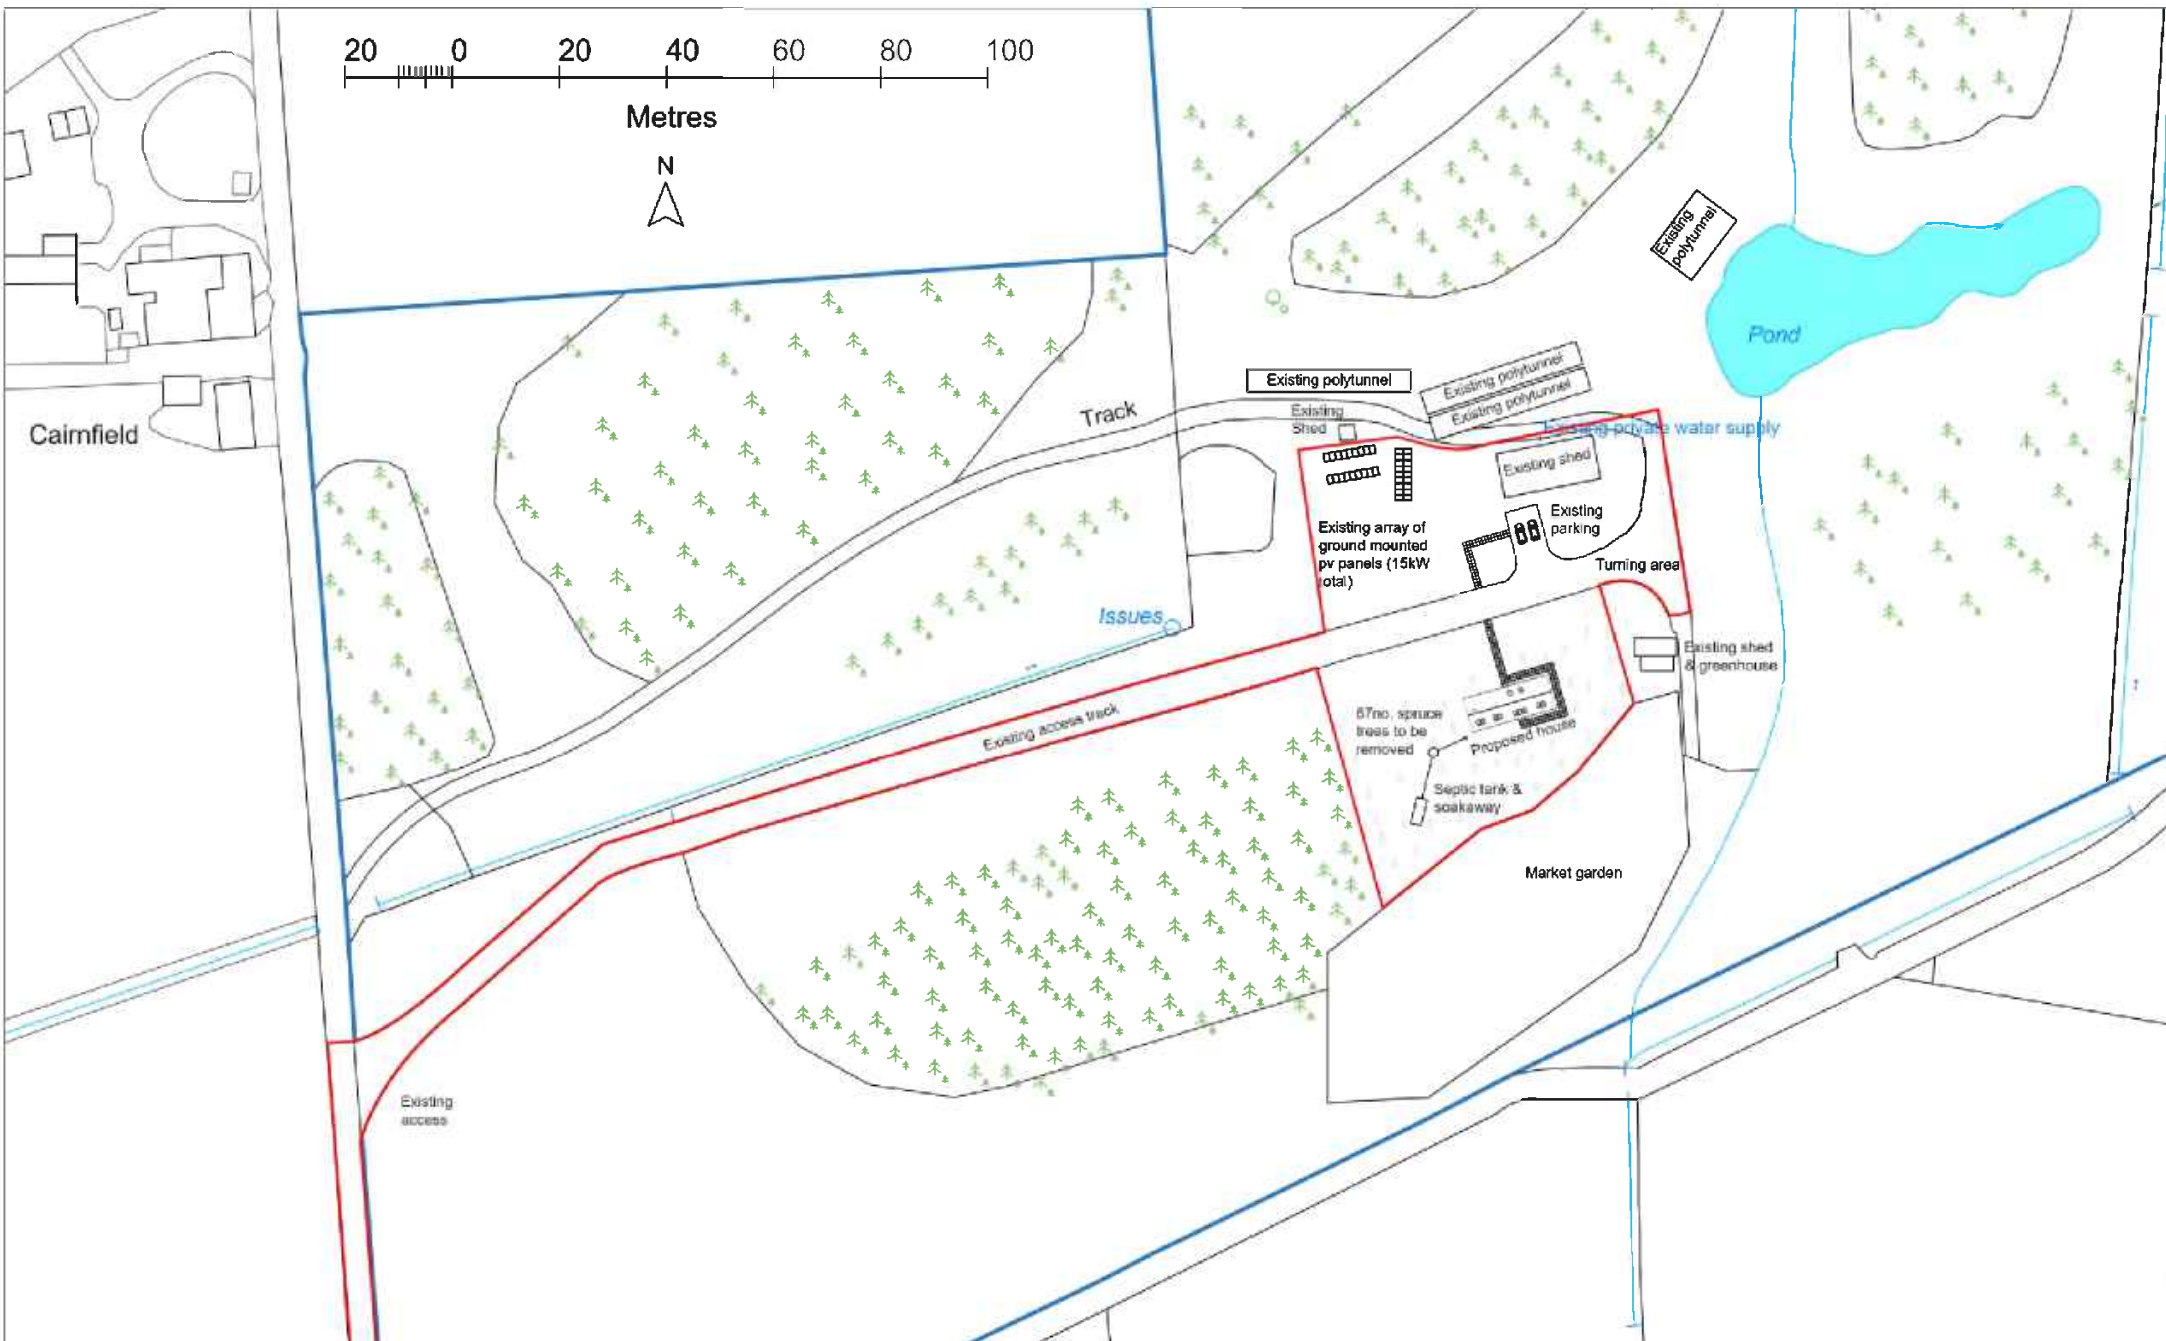 20 0 20 40 60 80 100
Metres
N
Existing
polytunnel
Pond
Existing polytunnel
Existing polytunnel
Existing polytunnel
Track
Existing
Shed
Existing private water supply
Cairnfield
Existing shed
Existing
parking
Existing array of
ground mounted
pv panels (15kW
total)
Turning area
Issues
Existing shed
& greenhouse
67no. spruce
trees to be
removed
Proposed house
Existing access track
Septic tank &
soakaway
Market garden
Existing
access